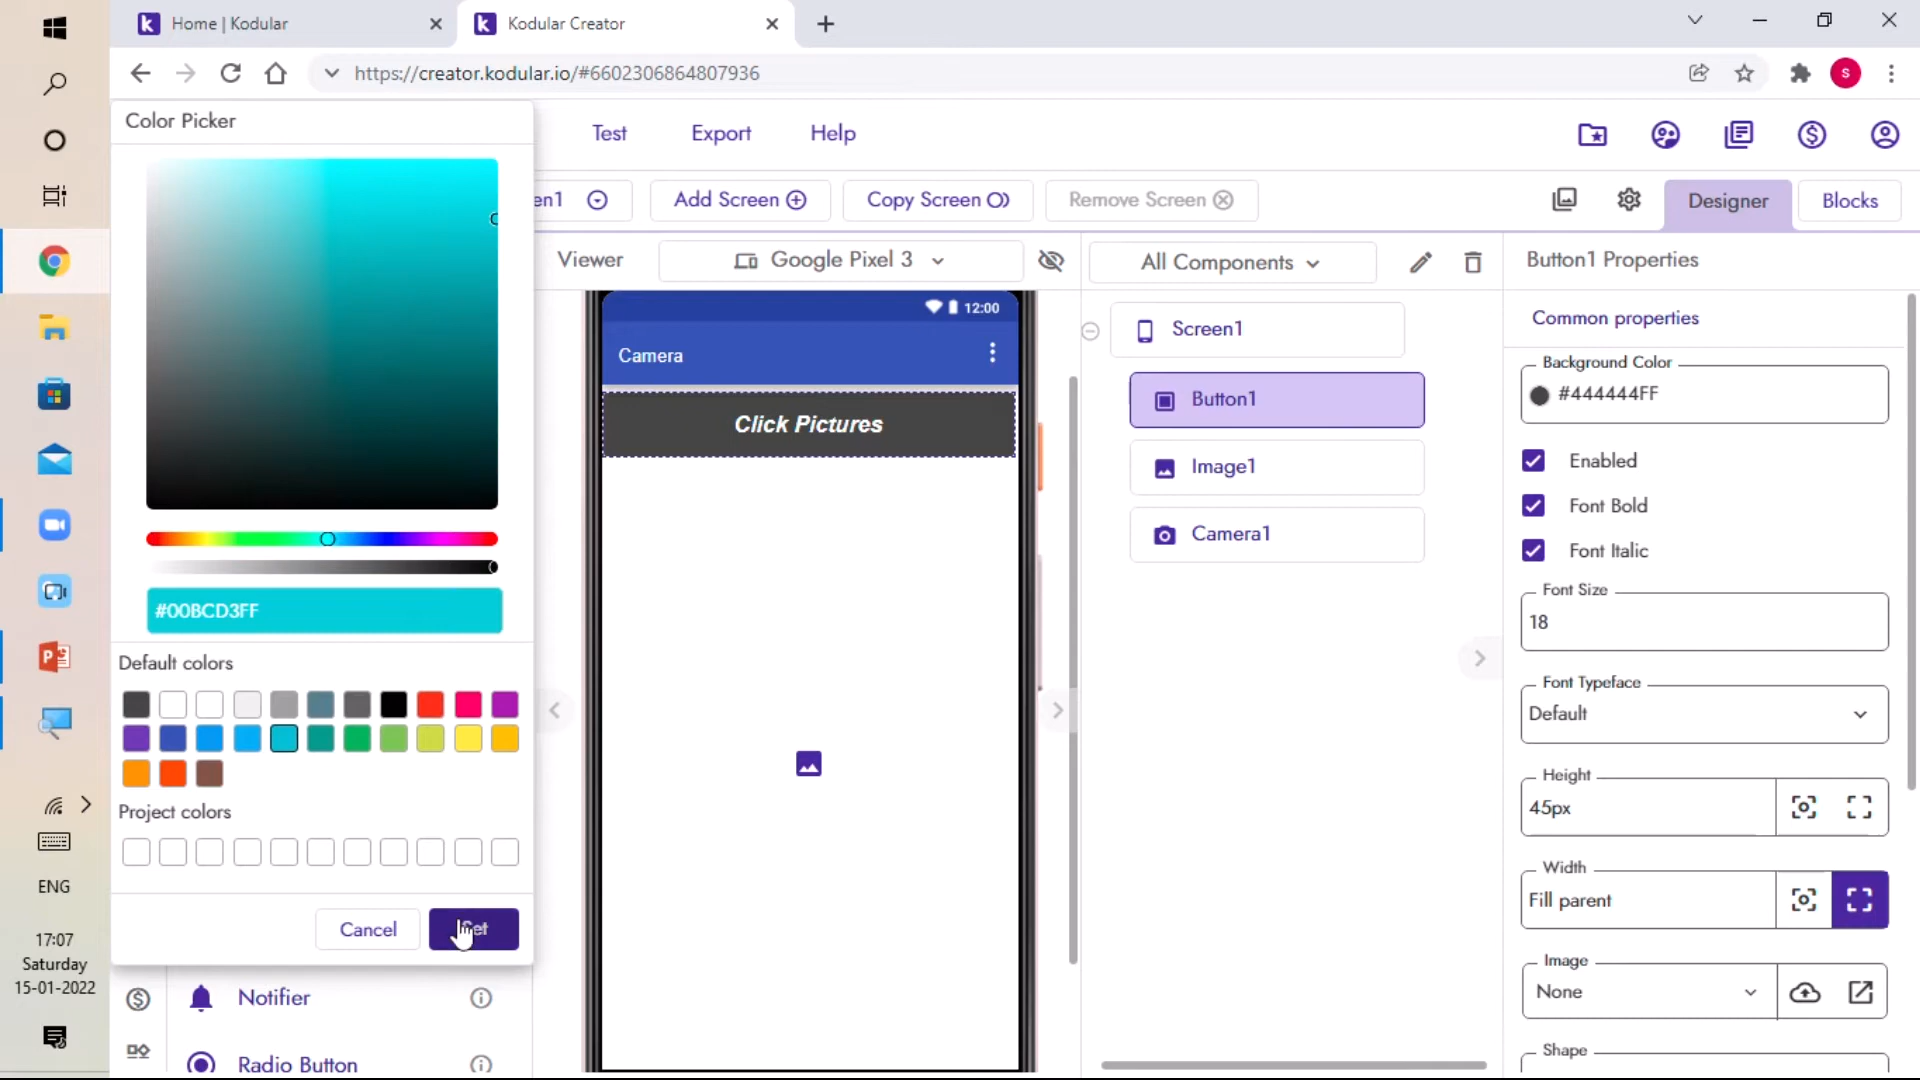 Home | Kodular
Kodular Creator
https://creator.kodular.io/#6602306864807936
S
Color Picker
Test
Export
Help
en1
Add Screen
Copy Screen
Remove Screen
Designer
Blocks
Viewer
Google Pixel 3
All Components
Button1 Properties
12:00
Camera
Click Pictures
Screen1
Button1
Image1
Camera1
Common properties
Background Color
#444444FF
Enabled
Font Bold
Font Italic
Font Size
18
Font Typeface
Default
Height
45px
Width
Fill parent
Image
None
Shape
#00BCD3FF
Default colors
Project colors
Cancel
Notifier
Radio Button
ENG
17:07
Saturday
15-01-2022